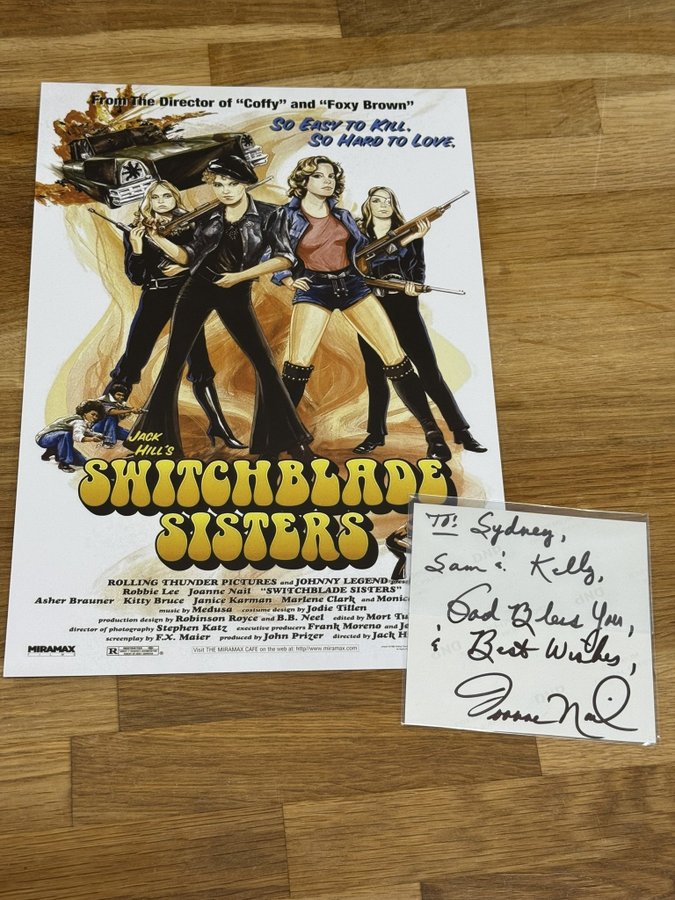 From The Director of "Coffy" and "Foxy Brown"
So Easy to Kill.
So Hard to Love.
Jack
Hill's
SWITCHBLADE
SISTERS
ROLLING THUNDER PICTURES and JOHNNY LEGEND
Robbie Lee Joanne Nail "SWITCHBLADE SISTERS"
Asher Brauner Kitty Bruce Janice Karman Marlene Clark and Monic
music by Medusa costume design by Jodie Tillen
production design by Robinson Royce and B.B. Neel edited by Mort Tu
director of photography Stephen Katz executive producers Frank Moreno and
screenplay by F.X. Maier produced by John Prizer directed by Jack H
MIRAMAX
R
Visit THE MIRAMAX CAFE on the web at: http://www.miramax.com
To: Sydney,
Sam & Kelly,
God Bless You,
& Best Wishes,
Joanne Nail